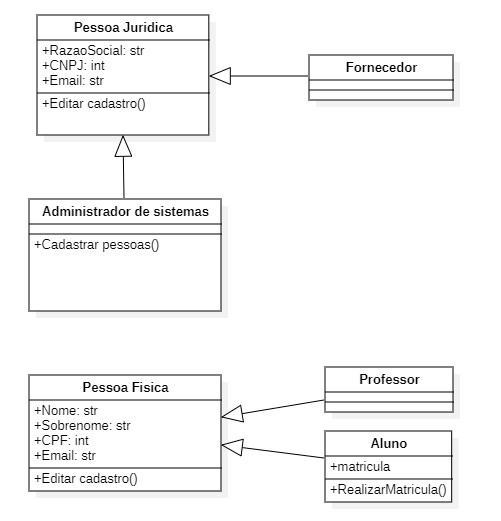 Pessoa Juridica
+RazaoSocial: str
+CNPJ: int
+Email: str
+Editar cadastro()
Fornecedor
Administrador de sistemas
+Cadastrar pessoas()
Pessoa Fisica
+Nome: str
+Sobrenome: str
+CPF: int
+Email: str
+Editar cadastro()
Professor
Aluno
+matricula
+RealizarMatricula()